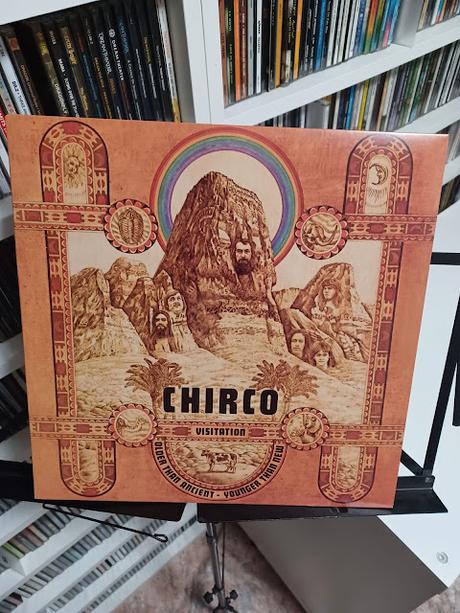 CHIRCO
VISITATION
OLDER THAN ANCIENT - YOUNGER THAN NEW